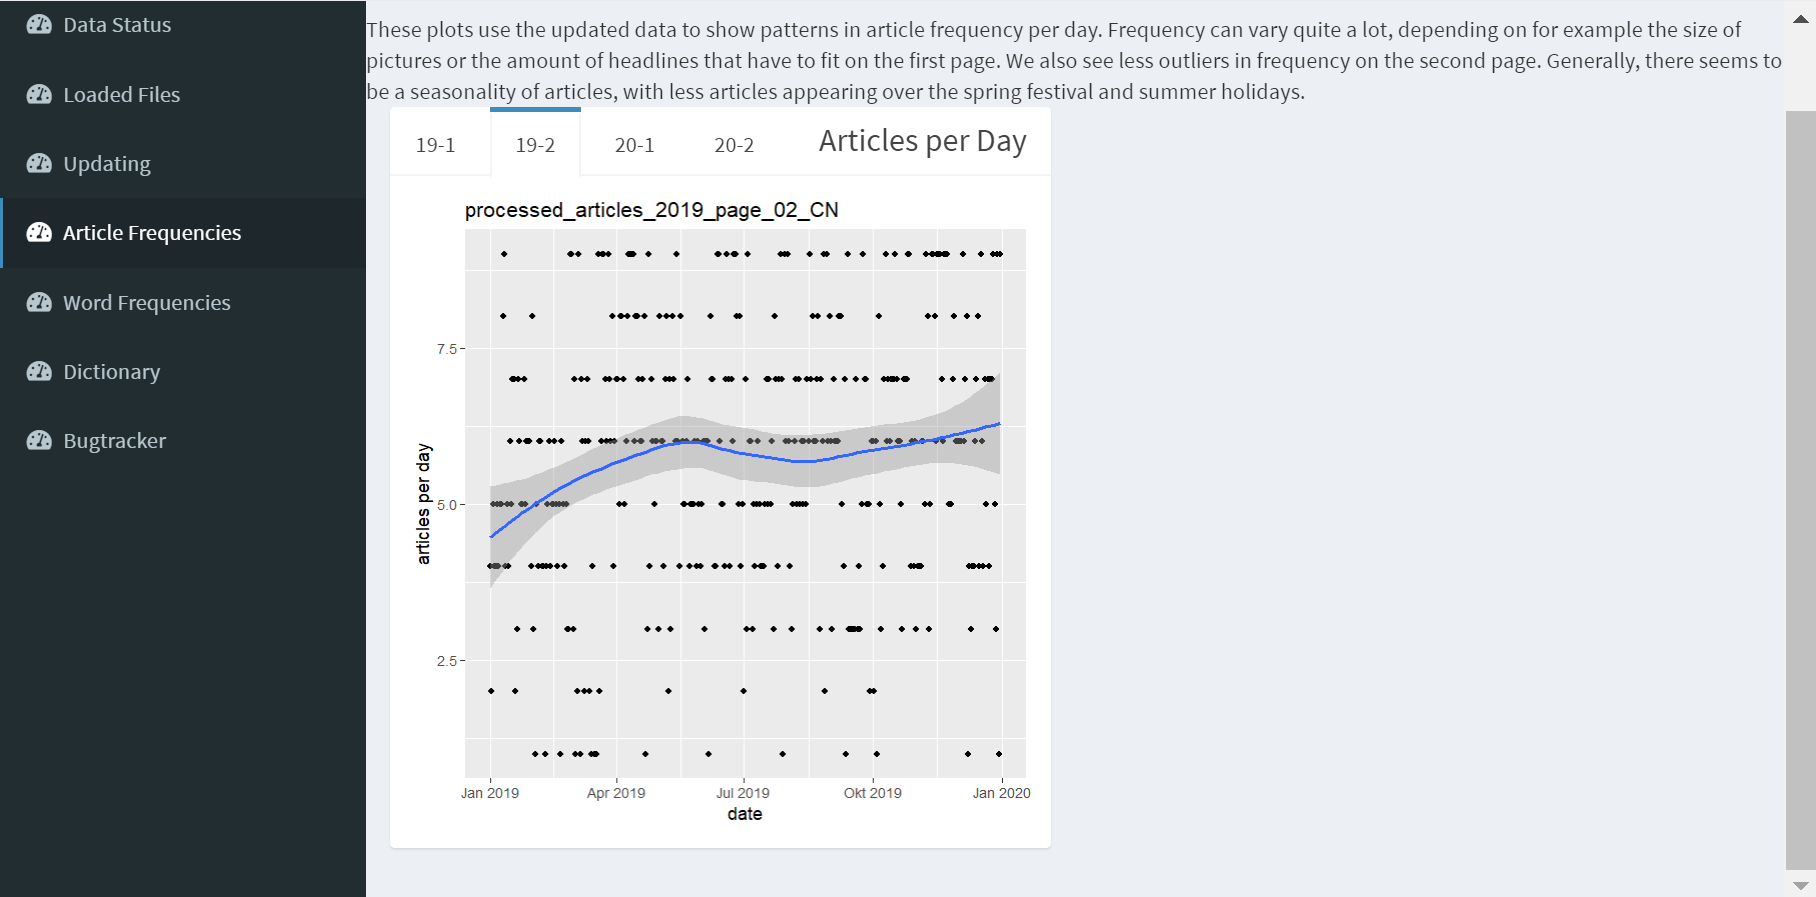 Data Status
Loaded Files
Updating
Article Frequencies
Word Frequencies
Dictionary
Bugtracker
These plots use the updated data to show patterns in article frequency per day. Frequency can vary quite a lot, depending on for example the size of
pictures or the amount of headlines that have to fit on the first page. We also see less outliers in frequency on the second page. Generally, there seems to
be a seasonality of articles, with less articles appearing over the spring festival and summer holidays.
19-1 19-2 20-1 20-2 Articles per Day
processed_articles_2019_page_02_CN
7.5
5.0
2.5
articles per day
Jan 2019 Apr 2019 Jul 2019 Okt 2019 Jan 2020
date